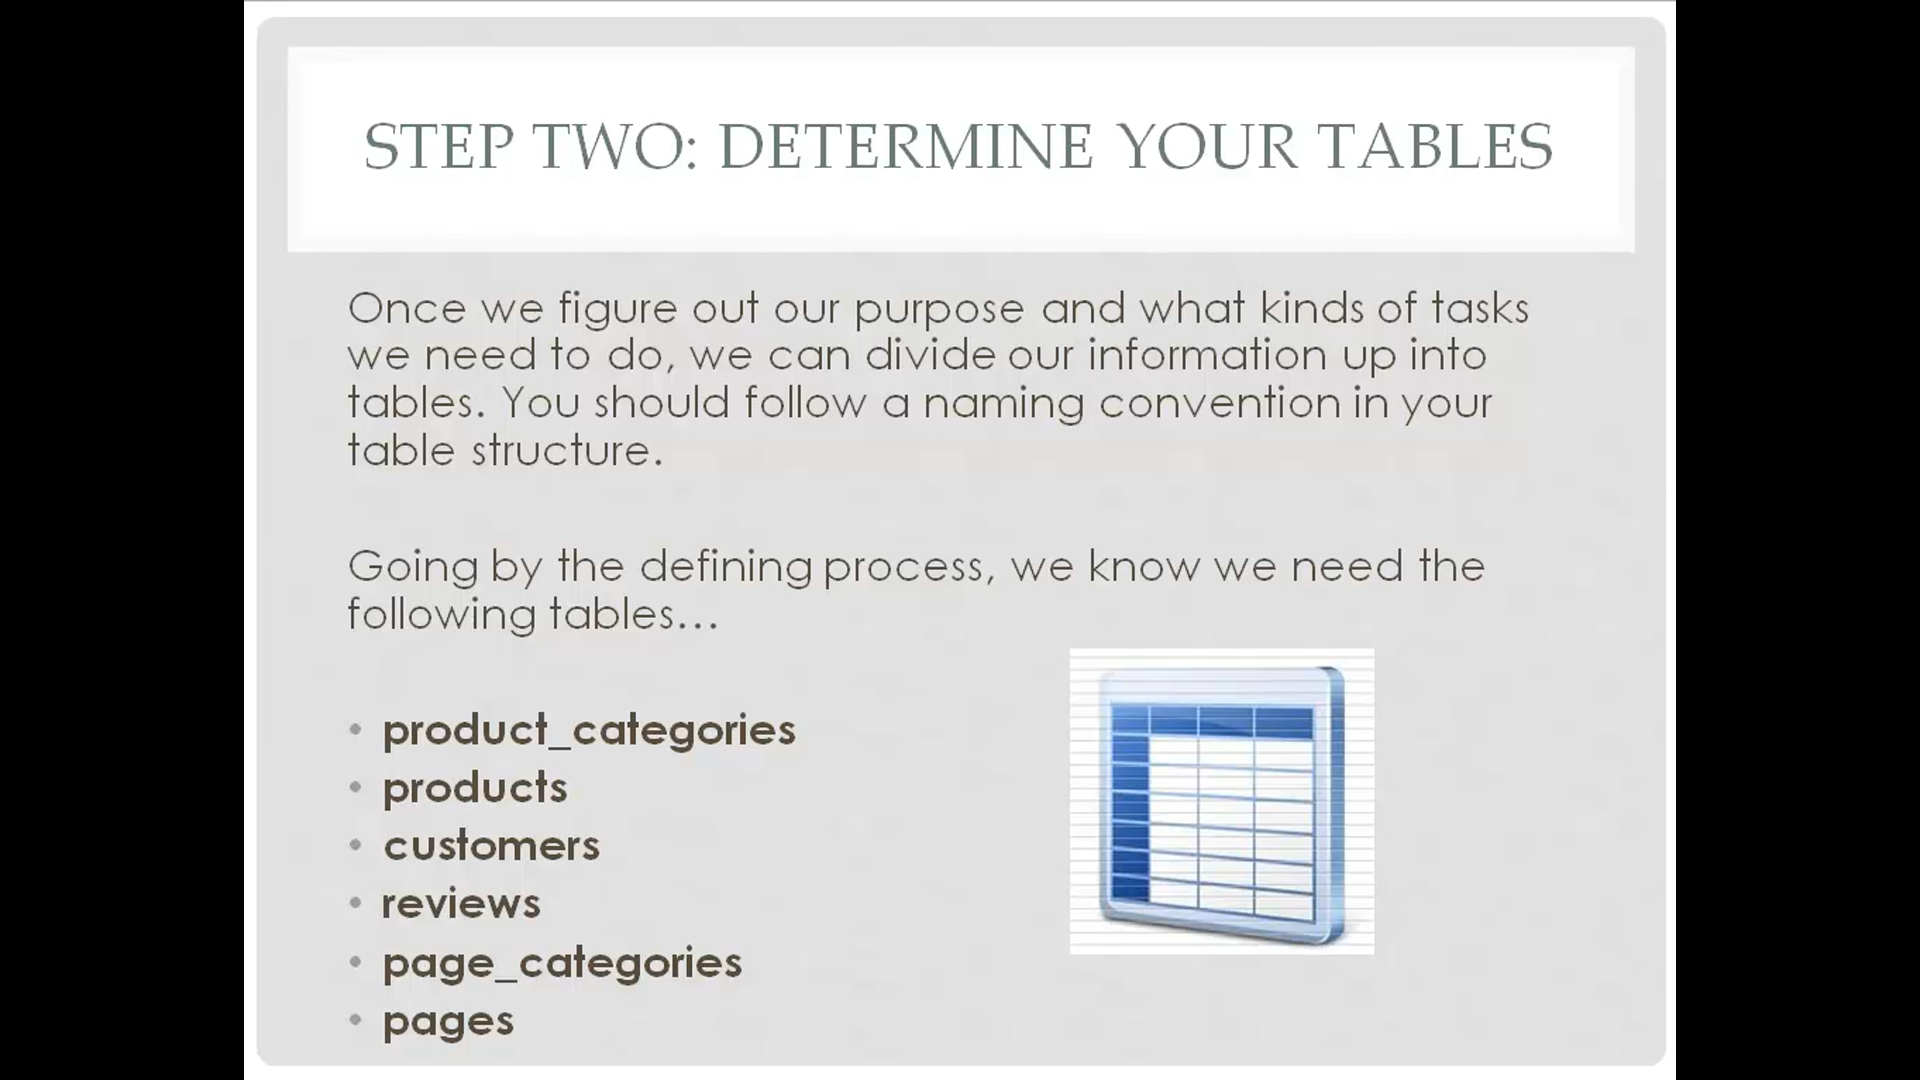 STEP TWO: DETERMINE YOUR TABLES
Once we figure out our purpose and what kinds of tasks
we need to do, we can divide our information up into
tables. You should follow a naming convention in your
table structure.
Going by the defining process, we know we need the
following tables…
• product_categories
• products
• customers
• reviews
• page_categories
• pages